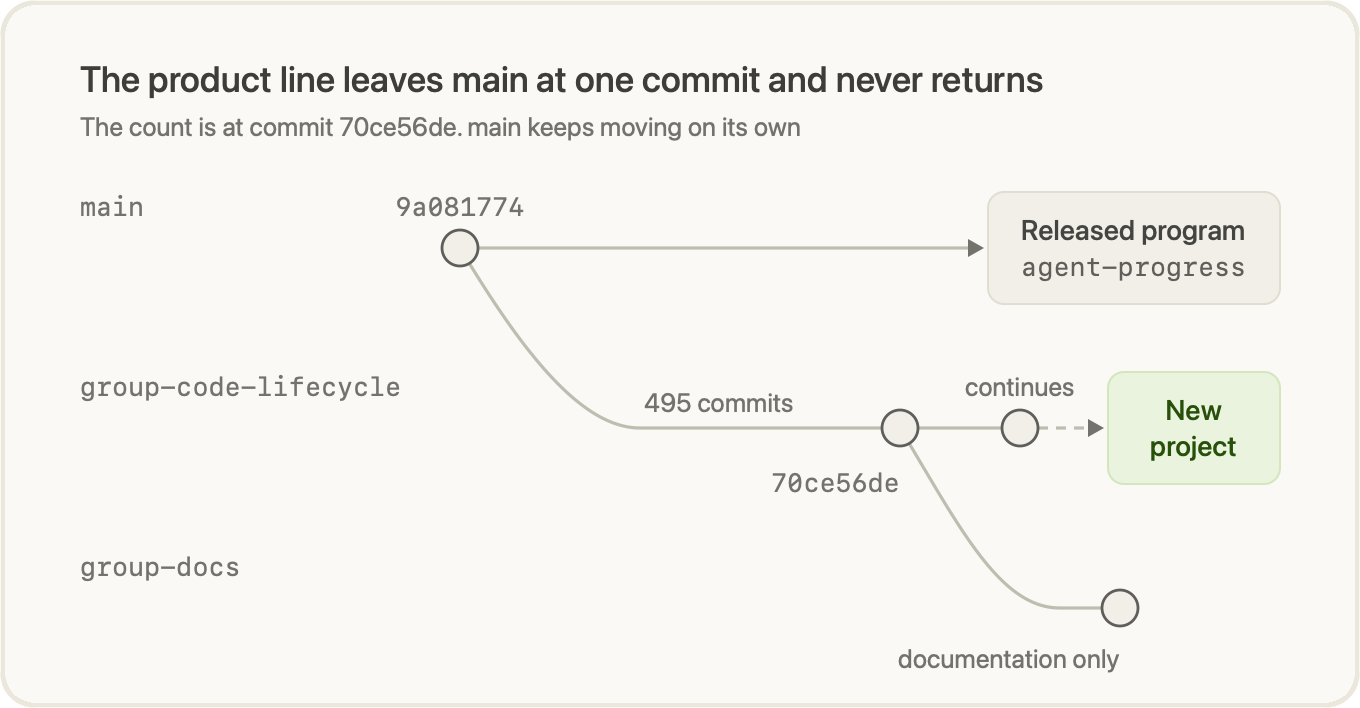 The product line leaves main at one commit and never returns
The count is at commit 70ce56de. main keeps moving on its own
main
9a081774
Released program
agent-progress
group-code-lifecycle
495 commits
continues
New
project
70ce56de
group-docs
documentation only